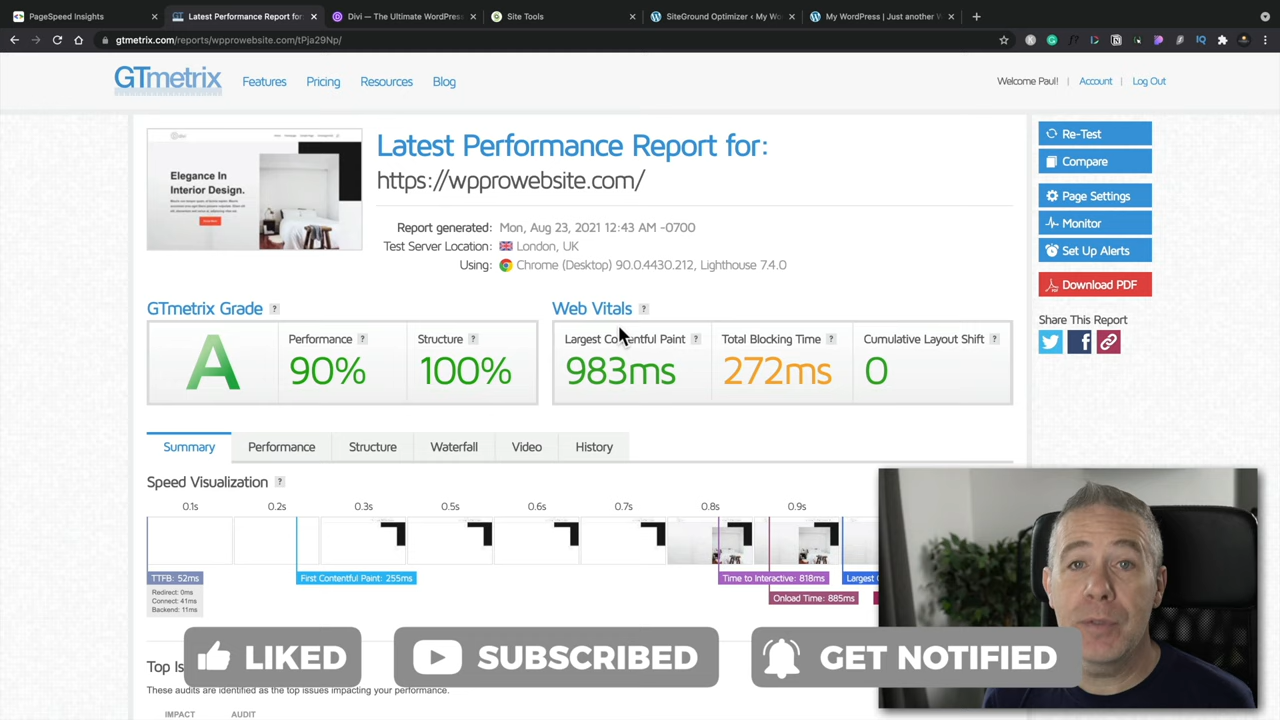 PageSpeed Insights
Latest Performance Report for:
Divi — The Ultimate WordPress
Site Tools
SiteGround Optimizer ‹ My Wo
My WordPress | Just another W
gtmetrix.com/reports/wpprowebsite.com/tPja29Np/
GTmetrix
Features
Pricing
Resources
Blog
Welcome Paul! | Account | Log Out
Elegance In
Interior Design.
Latest Performance Report for:
https://wpprowebsite.com/
Report generated: Mon, Aug 23, 2021 12:43 AM -0700
Test Server Location: London, UK
Using: Chrome (Desktop) 90.0.4430.212, Lighthouse 7.4.0
Re-Test
Compare
Page Settings
Monitor
Set Up Alerts
Download PDF
Share This Report
GTmetrix Grade ?
A
Performance ?
90%
Structure ?
100%
Web Vitals ?
Largest Contentful Paint ?
983ms
Total Blocking Time ?
272ms
Cumulative Layout Shift ?
0
Summary
Performance
Structure
Waterfall
Video
History
Speed Visualization ?
0.1s 0.2s 0.3s 0.5s 0.6s 0.7s 0.8s 0.9s
TTFB: 52ms
Redirect: 0ms
Connect: 41ms
Backend: 11ms
First Contentful Paint: 255ms
Time to Interactive: 818ms
Largest
Onload Time: 885ms
LIKED
SUBSCRIBED
GET NOTIFIED
Top Is
These audits are identified as the top issues impacting your performance.
IMPACT AUDIT